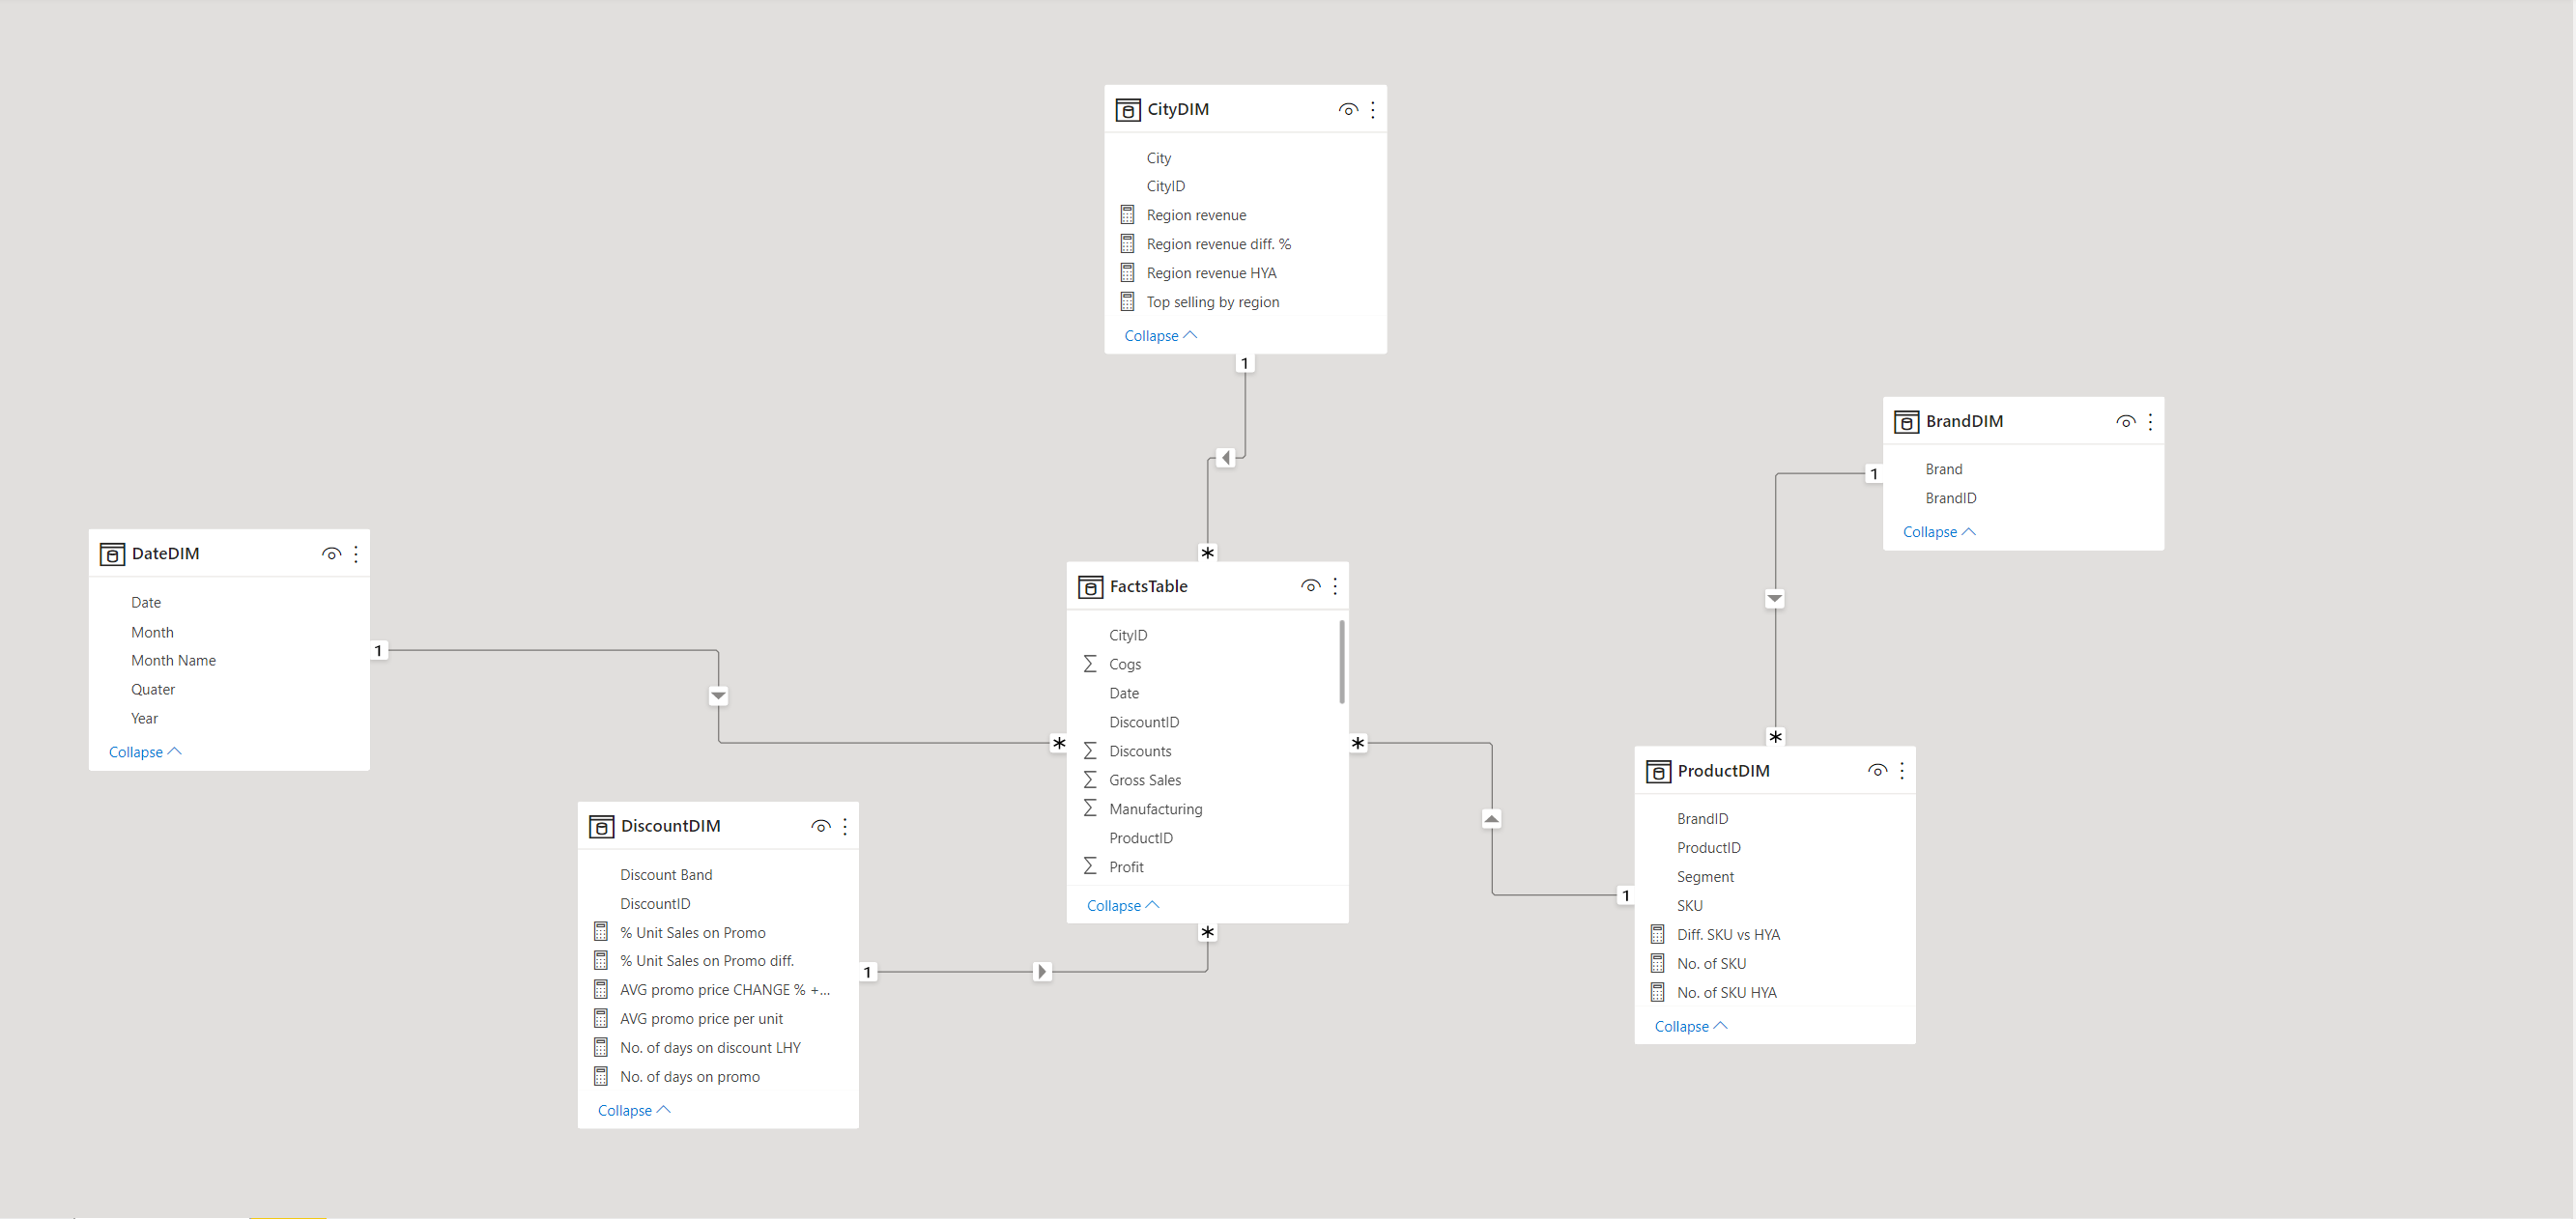 CityDIM
City
CityID
Region revenue
Region revenue diff. %
Region revenue HYA
Top selling by region
Collapse
1
*
BrandDIM
Brand
BrandID
Collapse
1
*
DateDIM
Date
Month
Month Name
Quater
Year
Collapse
1
*
FactsTable
CityID
Cogs
Date
DiscountID
Discounts
Gross Sales
Manufacturing
ProductID
Profit
Collapse
*
*
DiscountDIM
Discount Band
DiscountID
% Unit Sales on Promo
% Unit Sales on Promo diff.
AVG promo price CHANGE % +...
AVG promo price per unit
No. of days on discount LHY
No. of days on promo
Collapse
1
ProductDIM
BrandID
ProductID
Segment
SKU
Diff. SKU vs HYA
No. of SKU
No. of SKU HYA
Collapse
1